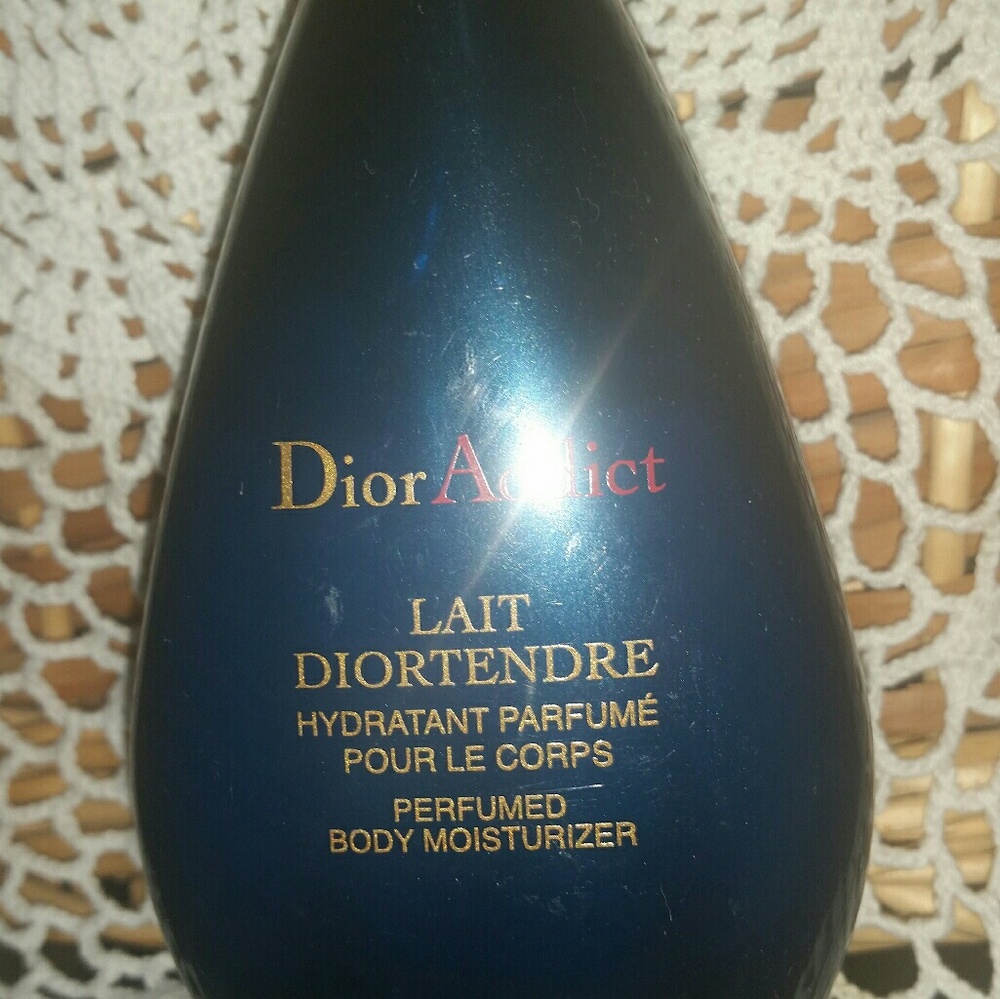 Dior Addict
LAIT
DIORTENDRE
HYDRATANT PARFUMÉ
POUR LE CORPS
PERFUMED
BODY MOISTURIZER